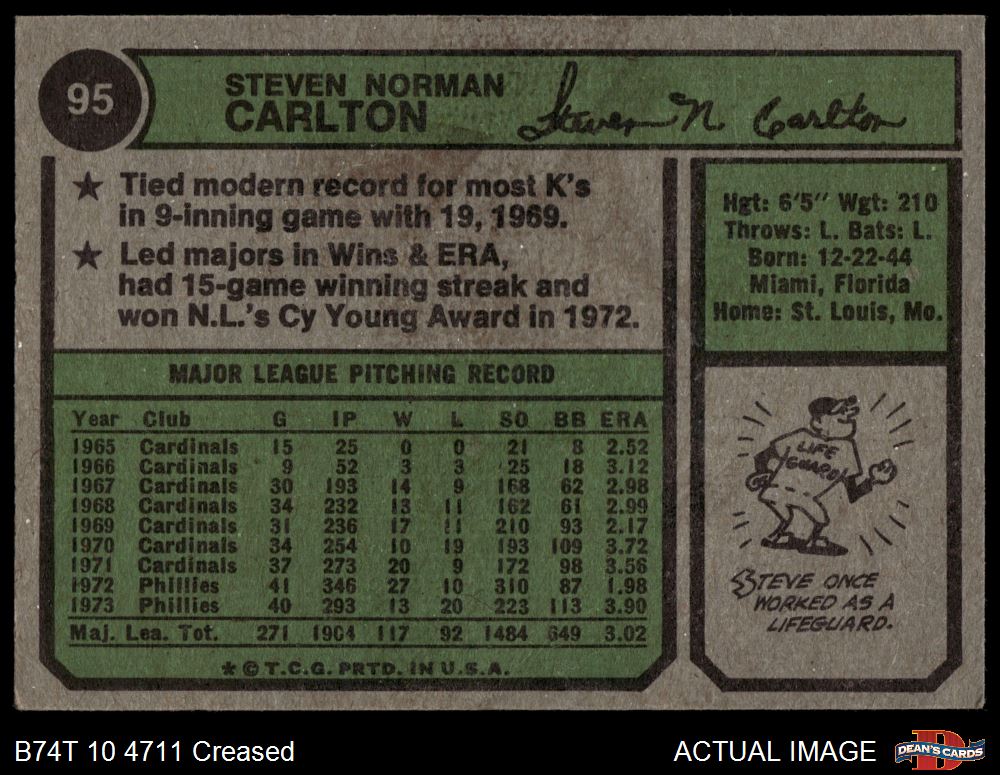 95
STEVEN NORMAN
CARLTON
Steven N. Carlton
★ Tied modern record for most K's
in 9-inning game with 19, 1969.
★ Led majors in Wins & ERA,
had 15-game winning streak and
won N.L.'s Cy Young Award in 1972.
Hgt: 6'5" Wgt: 210
Throws: L. Bats: L.
Born: 12-22-44
Miami, Florida
Home: St. Louis, Mo.
MAJOR LEAGUE PITCHING RECORD
Year Club G IP W L SO BB ERA
1965 Cardinals 15 25 0 0 21 8 2.52
1966 Cardinals 9 52 3 3 25 18 3.12
1967 Cardinals 30 193 14 9 168 62 2.98
1968 Cardinals 34 232 13 11 162 61 2.99
1969 Cardinals 31 236 17 11 210 93 2.17
1970 Cardinals 34 254 10 19 193 109 3.72
1971 Cardinals 37 273 20 9 172 98 3.56
1972 Phillies 41 346 27 10 310 87 1.98
1973 Phillies 40 293 13 20 223 113 3.90
Maj. Lea. Tot. 271 1904 117 92 1484 649 3.02
* © T.C.G. PRTD. IN U.S.A.
LIFE
GUARD
STEVE ONCE
WORKED AS A
LIFEGUARD.
B74T 10 4711 Creased
ACTUAL IMAGE
DEAN'S CARDS